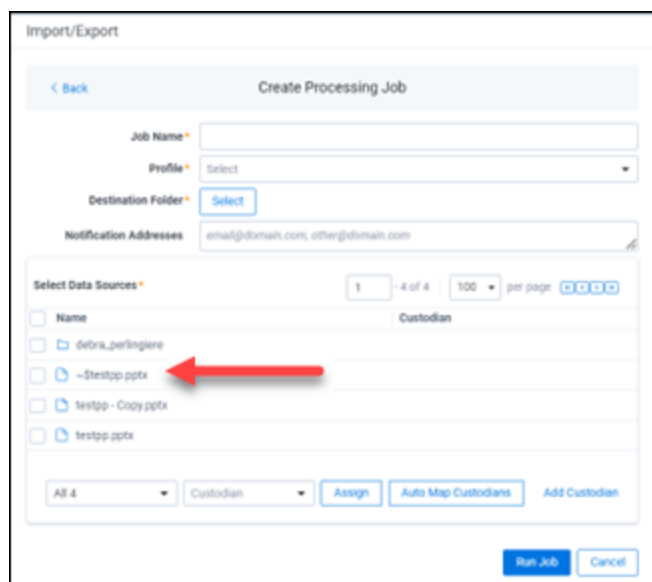 Import/Export
< Back
Create Processing Job
Job Name*
Profile* Select
Destination Folder* Select
Notification Addresses email@domain.com, other@domain.com
Select Data Sources* 1 - 4 of 4 100 per page
Name Custodian
debra_perlingiere
~$testpp.pptx
testpp - Copy.pptx
testpp.pptx
All 4 Custodian Assign Auto Map Custodians Add Custodian
Run Job Cancel